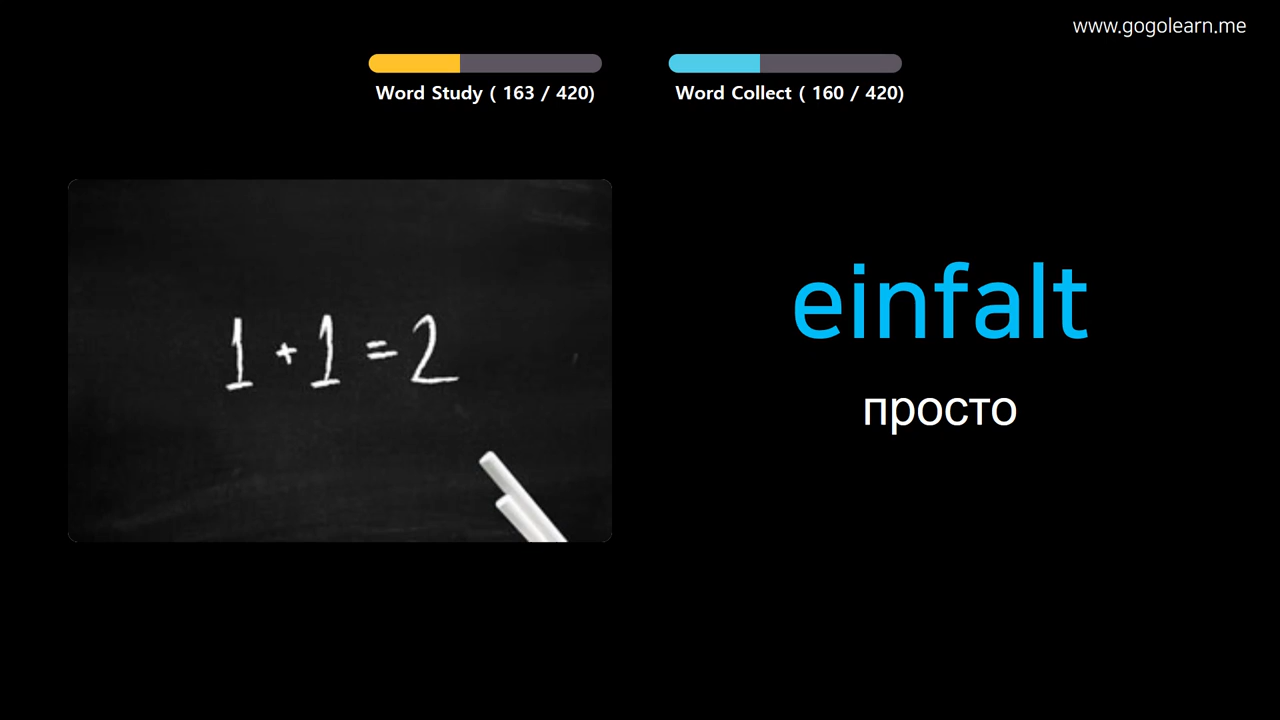 www.gogolearn.me
Word Study ( 163 / 420)
Word Collect ( 160 / 420)
1 + 1 = 2
einfalt
просто